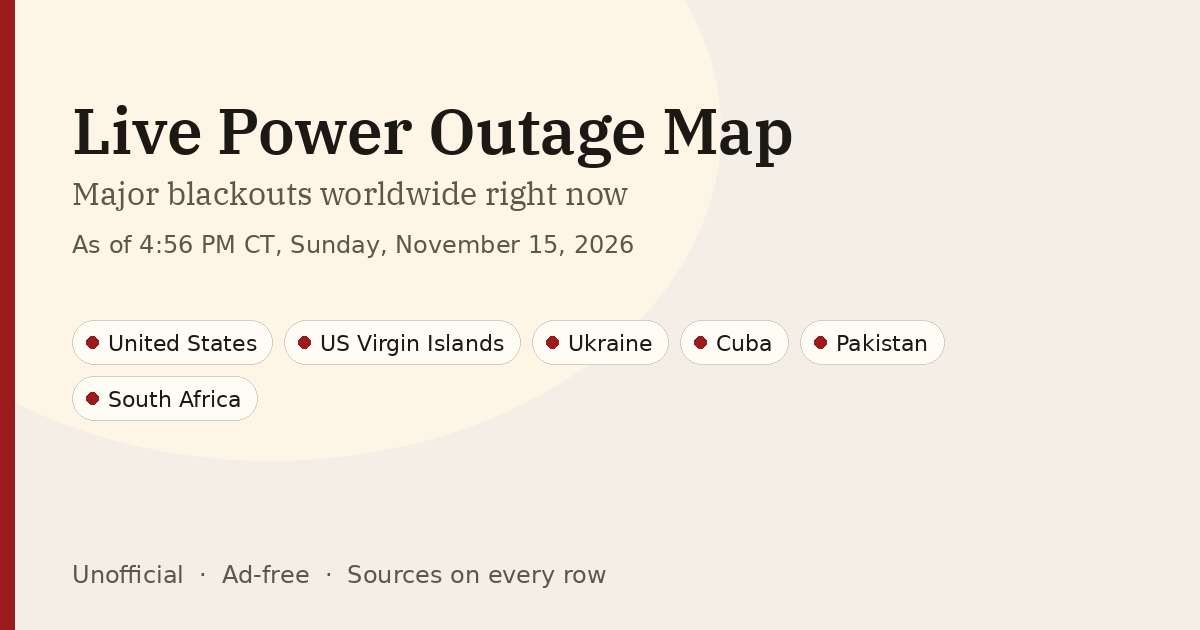 Live Power Outage Map
Major blackouts worldwide right now
As of 4:56 PM CT, Sunday, November 15, 2026
United States US Virgin Islands Ukraine Cuba Pakistan
South Africa
Unofficial · Ad-free · Sources on every row